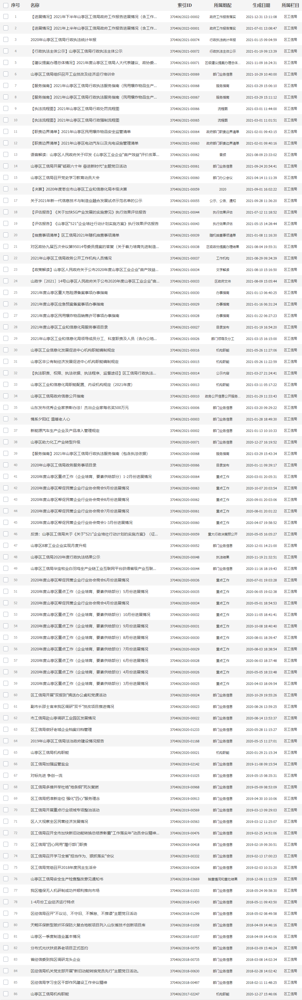 序号 名称 索引ID 所属组配 生成日期 所属栏目
1 【进展情况】2021年下半年山亭区工信局政府工作报告进展情况（含工作... 370406/2022-00002 政府工作报告落实 2021-12-31 13:11:08 区工信局
2 【进展情况】2021年上半年山亭区工信局政府工作报告进展情况（含工作... 370406/2022-00001 政府工作报告落实 2021-07-01 13:08:47 区工信局
3 2020年山亭区工信局行政执法统计年报 370406/2021-00074 行政执法统计年报 2021-01-15 09:04:59 区工信局
4 【行政执法主体公示】山亭区工信局行政执法主体公示 370406/2021-00072 行政执法主体公示 2021-01-19 09:13:39 区工信局
5 【建议提案办理总体情况】2021年度山亭区工信局人大代表建议、政协委... 370406/2021-00071 区级建议提案办理总体... 2021-11-09 16:24:31 区工信局
6 山亭区工信局组织召开工业技改及经济运行培训会 370406/2021-00069 部门业务信息 2021-10-29 10:40:00 区工信局
7 【服务指南】2021年山亭区工信局行政执法服务指南（民用爆炸物品生产... 370406/2021-00068 服务指南 2021-03-29 15:06:10 区工信局
8 【服务指南】2021年山亭区工信局行政执法服务指南（民用爆炸物品生产... 370406/2021-00067 服务指南 2021-03-29 15:11:12 区工信局
9 【执法流程图】2021年山亭区工信局行政处罚流程图 370406/2021-00066 流程图 2021-03-01 11:44:00 区工信局
10 【执法流程图】2021年山亭区工信局行政强制流程图 370406/2021-00065 流程图 2021-03-01 11:01:51 区工信局
11 【职责边界清单】2021年山亭区民用爆炸物品安全监管清单 370406/2021-00064 政府部门职责边界清单 2021-02-01 09:43:15 区工信局
12 【职责边界清单】2021年山亭区电动汽车以及充电设施管理清单 370406/2021-00063 政府部门职责边界清单 2021-02-01 09:40:16 区工信局
13 语音解读：山亭区人民政府关于印发《山亭区工业企业“亩产效益”评价改革... 370406/2021-00062 音频 2021-08-09 23:33:02 区工信局
14 山亭区工信局开展“砥砺六十年 奋进新时代”主题党日活动 370406/2021-00061 部门业务信息 2021-09-24 20:54:41 区工信局
15 山亭区工信局召开党史学习教育动员大会 370406/2021-00060 部门办公会议 2021-04-14 11:11:39 区工信局
16 【决算】2020年度枣庄市山亭区工业和信息化局本级决算 370406/2021-00059 2020 2021-09-01 16:02:22 区工信局
17 关于2021年新一代信息技术与制造业融合发展试点示范名单的公示 370406/2021-00055 公示、公告、通知 2021-09-28 11:36:20 区工信局
18 【评估报告】《关于加快5G产业发展的实施意见》执行效果评估报告 370406/2021-00044 执行效果评估 2021-07-12 11:18:52 区工信局
19 【评估报告】《山亭区“521”企业培壮行动计划实施方案》执行效果评估报告 370406/2021-00043 执行效果评估 2021-05-15 14:28:44 区工信局
20 【抽查事项清单】区工信局2021年随机抽查事项清单 370406/2021-00039 随机抽查事项清单 2021-01-08 11:16:30 区工信局
21 对区政协九届五次会议第95014号委员提案的答复（关于着力培育先进制造... 370406/2021-00038 区级政协提案办理结果 2021-08-04 19:55:31 区工信局
22 2021年山亭区工信局政务公开工作机构人员情况 370406/2021-00037 工作机构 2021-08-29 09:34:39 区工信局
23 【政策解读】山亭区人民政府关于公布2020年度山亭区工业企业“亩产效益... 370406/2021-00034 文字解读 2021-08-10 15:16:50 区工信局
24 山政字［2021］14号山亭区人民政府关于公布2020年度山亭区工业企业“亩... 370406/2021-00033 区政府文件 2021-08-09 15:05:44 区工信局
25 2021年度山亭区重大危险源备案事项办事指南 370406/2021-00030 办事指南 2021-01-13 06:40:25 区工信局
26 2021年度山亭区应急预案备案事项办事指南 370406/2021-00029 办事指南 2021-01-16 06:31:24 区工信局
27 2021年度山亭区民用爆炸物品销售许可事项办事指南 370406/2021-00028 办事指南 2021-01-22 06:27:23 区工信局
28 2021年度山亭区工业和信息化局服务事项目录 370406/2021-00027 目录发布 2021-01-19 16:54:20 区工信局
29 2021年山亭区工业和信息化局领导成员分工、科室职责及人员（含办公地... 370406/2021-00026 部门领导及分工 2021-03-15 16:15:00 区工信局
30 山亭区工业信息化发展促进中心机构职能编制规定 370406/2021-00016 机构职能 2021-05-26 11:27:06 区工信局
31 山亭区非公有制经济发展促进中心机构职能编制规定 370406/2021-00015 机构职能 2021-05-26 11:22:59 区工信局
32 【执法职责、权限、执法依据、执法程序、监督途径】区工信局行政执法... 370406/2021-00014 公示内容 2021-03-27 21:24:41 区工信局
33 山亭区工业和信息化局职能配置、内设机构规定（2021年度） 370406/2021-00013 机构职能 2021-03-11 05:17:22 区工信局
34 山亭区工信局政府信息公开指南 370406/2021-00010 政务公开信息公开服务... 2021-01-29 11:33:43 区工信局
35 山东发布优秀企业家表彰办法！杰出企业家每名奖500万元 370406/2021-00006 部门业务信息 2021-03-20 09:29:22 区工信局
36 情系夕阳红 温暖老人心 370406/2021-00003 部门业务信息 2021-01-28 18:49:30 区工信局
37 新能源汽车生产企业及产品准入管理规定 370406/2021-00002 部门业务信息 2021-01-13 10:10:33 区工信局
38 山亭区助力化工产业转型升级 370406/2020-00071 部门业务信息 2020-12-27 16:19:52 区工信局
39 【服务指南】2021年山亭区工信局行政执法服务指南（包含执法依据） 370406/2020-00068 服务指南 2021-03-29 15:43:34 区工信局
40 2020年山亭区工信局政务服务事项目录 370406/2020-00066 目录发布 2020-01-11 09:39:17 区工信局
41 2020年度山亭区重点工作（企业培育、要素供给部分）1-2月份进展情况 370406/2020-00064 重点工作 2020-03-01 20:05:31 区工信局
42 2020年度山亭区帮促民营企业行业协会商会9月份进展情况 370406/2020-00063 重点工作 2020-10-07 20:03:54 区工信局
43 2020年度山亭区帮促民营企业行业协会商会8月份进展情况 370406/2020-00062 重点工作 2020-09-01 20:03:06 区工信局
44 2020年度山亭区帮促民营企业行业协会商会7月份进展情况 370406/2020-00061 重点工作 2020-08-01 20:01:22 区工信局
45 2020年度山亭区帮促民营企业行业协会商会1-3月份进展情况 370406/2020-00060 重点工作 2020-04-07 19:58:52 区工信局
46 反馈：山亭区工信局关于《关于“521”企业培壮行动计划的实施方案》（征... 370406/2020-00059 重大行政决策预公开 2020-05-05 16:05:27 区工信局
47 山亭区8家工业企业实现月度升规 370406/2020-00052 部门业务信息 2020-12-01 14:21:00 区工信局
48 山亭区工信局2020年度行政执法结果公示 370406/2020-00048 执法结果 2020-11-19 21:32:51 区工信局
49 山亭区工信局华宝牧业白羽鸡全产业链工业互联网平台获得省级产业互联... 370406/2020-00044 部门业务信息 2020-11-16 18:19:43 区工信局
50 2020年度山亭区帮促民营企业行业协会商会6月份进展情况 370406/2020-00036 重点工作 2020-07-01 19:03:28 区工信局
51 2020年度山亭区重点工作（企业培育、要素供给部分）5月份进展情况 370406/2020-00035 重点工作 2020-06-05 19:02:38 区工信局
52 2020年度山亭区帮促民营企业行业协会商会4月份进展情况 370406/2020-00034 重点工作 2020-05-01 18:54:53 区工信局
53 2020年度山亭区重点工作（企业培育、要素供给部分）10月份进展情况 370406/2020-00032 重点工作 2020-11-05 18:41:41 区工信局
54 2020年度山亭区重点工作（企业培育、要素供给部分）9月份进展情况 370406/2020-00031 重点工作 2020-10-08 18:40:40 区工信局
55 2020年度山亭区重点工作（企业培育、要素供给部分）8月份进展情况 370406/2020-00030 重点工作 2020-08-01 18:39:47 区工信局
56 2020年度山亭区重点工作（企业培育、要素供给部分）7月份进展情况 370406/2020-00029 重点工作 2020-08-03 18:38:54 区工信局
57 2020年度山亭区重点工作（企业培育、要素供给部分）6月份进展情况 370406/2020-00028 重点工作 2020-06-03 18:37:48 区工信局
58 2020年度山亭区重点工作（企业培育、要素供给部分）4月份进展情况 370406/2020-00026 重点工作 2020-05-05 18:33:48 区工信局
59 2020年度山亭区重点工作（企业培育、要素供给部分）3月份进展情况 370406/2020-00025 重点工作 2020-04-03 18:09:54 区工信局
60 区工信局开展“双报到”捐送办公桌和党课活动 370406/2020-00024 部门业务信息 2020-10-29 19:55:26 区工信局
61 副市长邵士官来我区调研“双千”技改项目推进情况 370406/2020-00023 部门业务信息 2020-08-26 13:59:25 区工信局
62 市工信局赴山亭调研工业园区发展情况 370406/2020-00022 部门业务信息 2020-08-14 13:53:37 区工信局
63 区工信局做好老城企业档案归档管理 370406/2020-01233 部门业务信息 2020-05-28 11:15:27 区工信局
64 2019年山亭区工信局法治政府建设情况报告 370406/2020-01168 部门业务信息 2020-05-15 11:27:01 区工信局
65 山亭区工信局机构职能 370406/2020-00021 机构职能 2020-01-29 21:15:34 区工信局
66 区工信局加强监管盐业 370406/2019-02142 部门业务信息 2019-11-08 09:15:54 区工信局
67 对标先进 争创一流 370406/2019-01025 部门业务信息 2019-05-15 08:35:31 区工信局
68 区工信局多措并举杜绝“地条钢”死灰复燃 370406/2019-00968 部门业务信息 2019-05-09 08:53:09 区工信局
69 区工信局把准新定位 强化“四心”服务理念 370406/2019-00913 部门业务信息 2019-04-30 10:10:06 区工信局
70 区工信局开展重点行业领域专项整治活动 370406/2019-00569 部门业务信息 2019-03-13 09:29:03 区工信局
71 区人大视察全区民营经济发展情况 370406/2019-00563 部门业务信息 2019-03-12 11:25:07 区工信局
72 区工信局召开全市加快新旧动能转换总结表彰暨“工作落实年”动员会议精神... 370406/2019-00476 部门业务信息 2019-02-25 14:51:06 区工信局
73 区工信局“四心同用”履行部门职责 370406/2019-00418 部门业务信息 2019-02-19 09:30:51 区工信局
74 区工信局召开学习全省“担当作为、狠抓落实”会议 370406/2019-00332 部门业务信息 2019-02-13 17:00:23 区工信局
75 区工信局党组召开2018年度民主生活会 370406/2019-00304 部门业务信息 2019-02-03 10:31:20 区工信局
76 山亭区工信局安全生产检查整改意见通知书 370406/2018-03669 抽查情况和查处结果 2018-12-06 11:12:59 区工信局
77 我区植保无人机研制成功并顺利推向市场 370406/2018-01553 部门业务信息 2018-05-24 09:58:30 区工信局
78 1-4月份工业经济运行特点 370406/2018-01420 部门业务信息 2018-05-11 09:43:50 区工信局
79 区经信局召开“不议论、不守旧、不懈怠、不推诿”主题党日活动 370406/2018-01299 部门业务信息 2018-05-02 08:49:58 区工信局
80 天畅环保新型玻纤环保防火复合地板项目列入山东省技术创新项目库 370406/2018-01058 部门业务信息 2018-04-09 14:46:16 区工信局
81 山亭区一季度制造业基本情况 370406/2018-01057 部门业务信息 2018-04-09 14:43:06 区工信局
82 分布式光伏扶贫养老项目正式签约 370406/2018-00755 部门业务信息 2018-03-09 15:46:24 区工信局
83 省经信委到我区调研龙头企业 370406/2018-00735 部门业务信息 2018-03-08 14:02:34 区工信局
84 区经信局机关党支部开展“新旧动能转换党员先行”主题党日活动。 370406/2018-00630 部门业务信息 2018-02-28 14:02:42 区工信局
85 区经信局学习全区干部作风建设工作会议精神 370406/2018-00497 部门业务信息 2018-02-11 11:48:25 区工信局
86 山亭区工信局机构职能 370406/2017-02247 机构职能 2020-12-27 15:46:06 区工信局